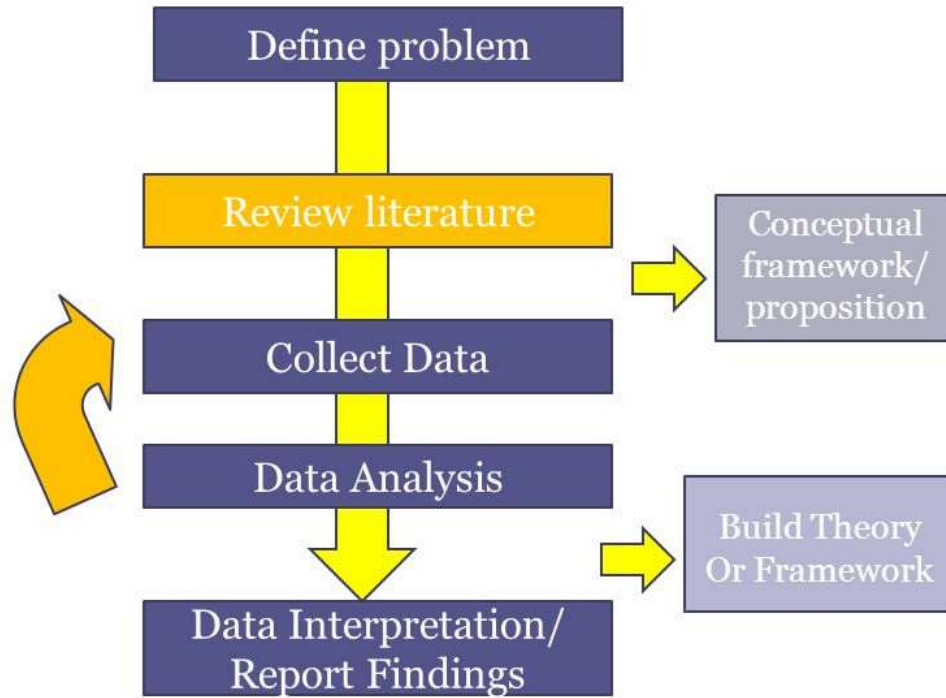 Define problem
Review literature
Conceptual
framework/
proposition
Collect Data
Data Analysis
Build Theory
Or Framework
Data Interpretation/
Report Findings